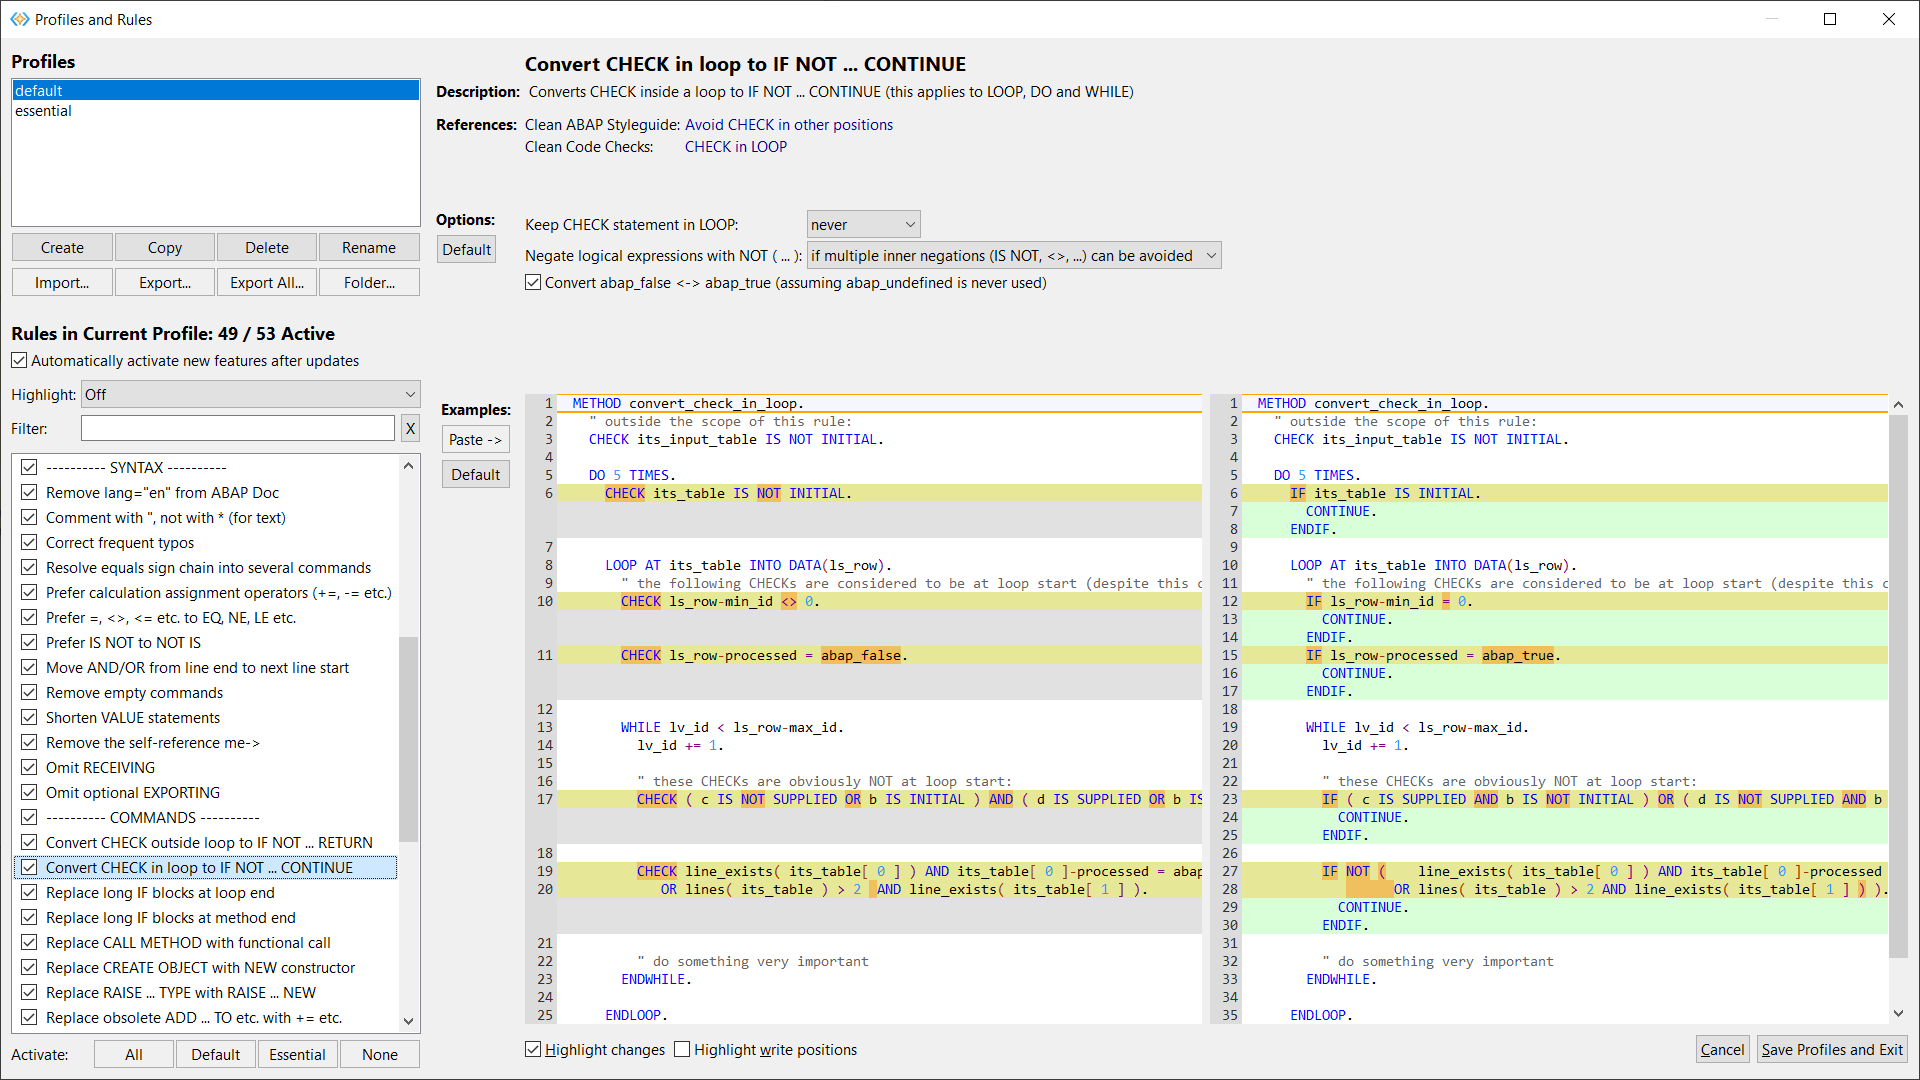 Profiles and Rules
Profiles
default
essential
Create
Copy
Delete
Rename
Import...
Export...
Export All...
Folder...
Rules in Current Profile: 49 / 53 Active
Automatically activate new features after updates
Highlight: Off
Filter:
X
---------- SYNTAX ----------
Remove lang="en" from ABAP Doc
Comment with ", not with * (for text)
Correct frequent typos
Resolve equals sign chain into several commands
Prefer calculation assignment operators (+=, -= etc.)
Prefer =, <>, <= etc. to EQ, NE, LE etc.
Prefer IS NOT to NOT IS
Move AND/OR from line end to next line start
Remove empty commands
Shorten VALUE statements
Remove the self-reference me->
Omit RECEIVING
Omit optional EXPORTING
---------- COMMANDS ----------
Convert CHECK outside loop to IF NOT ... RETURN
Convert CHECK in loop to IF NOT ... CONTINUE
Replace long IF blocks at loop end
Replace long IF blocks at method end
Replace CALL METHOD with functional call
Replace CREATE OBJECT with NEW constructor
Replace RAISE ... TYPE with RAISE ... NEW
Replace obsolete ADD ... TO etc. with += etc.
Activate:
All
Default
Essential
None
Convert CHECK in loop to IF NOT ... CONTINUE
Description: Converts CHECK inside a loop to IF NOT ... CONTINUE (this applies to LOOP, DO and WHILE)
References: Clean ABAP Styleguide: Avoid CHECK in other positions
Clean Code Checks: CHECK in LOOP
Options:
Default
Keep CHECK statement in LOOP: never
Negate logical expressions with NOT ( ... ): if multiple inner negations (IS NOT, <>, ...) can be avoided
Convert abap_false <-> abap_true (assuming abap_undefined is never used)
Examples:
Paste ->
Default
1 METHOD convert_check_in_loop.
2 " outside the scope of this rule:
3 CHECK its_input_table IS NOT INITIAL.
4
5 DO 5 TIMES.
6 CHECK its_table IS NOT INITIAL.
7
8 LOOP AT its_table INTO DATA(ls_row).
9 " the following CHECKs are considered to be at loop start (despite this c
10 CHECK ls_row-min_id <> 0.
11 CHECK ls_row-processed = abap_false.
12
13 WHILE lv_id < ls_row-max_id.
14 lv_id += 1.
15
16 " these CHECKs are obviously NOT at loop start:
17 CHECK ( c IS NOT SUPPLIED OR b IS INITIAL ) AND ( d IS SUPPLIED OR b IS
18
19 CHECK line_exists( its_table[ 0 ] ) AND its_table[ 0 ]-processed = abap
20 OR lines( its_table ) > 2 AND line_exists( its_table[ 1 ] ).
21
22 " do something very important
23 ENDWHILE.
24
25 ENDLOOP.
1 METHOD convert_check_in_loop.
2 " outside the scope of this rule:
3 CHECK its_input_table IS NOT INITIAL.
4
5 DO 5 TIMES.
6 IF its_table IS INITIAL.
7 CONTINUE.
8 ENDIF.
9
10 LOOP AT its_table INTO DATA(ls_row).
11 " the following CHECKs are considered to be at loop start (despite this c
12 IF ls_row-min_id = 0.
13 CONTINUE.
14 ENDIF.
15 IF ls_row-processed = abap_true.
16 CONTINUE.
17 ENDIF.
18
19 WHILE lv_id < ls_row-max_id.
20 lv_id += 1.
21
22 " these CHECKs are obviously NOT at loop start:
23 IF ( c IS SUPPLIED AND b IS NOT INITIAL ) OR ( d IS NOT SUPPLIED AND b
24 CONTINUE.
25 ENDIF.
26
27 IF NOT ( line_exists( its_table[ 0 ] ) AND its_table[ 0 ]-processed
28 OR lines( its_table ) > 2 AND line_exists( its_table[ 1 ] ) ).
29 CONTINUE.
30 ENDIF.
31
32 " do something very important
33 ENDWHILE.
34
35 ENDLOOP.
Highlight changes
Highlight write positions
Cancel
Save Profiles and Exit